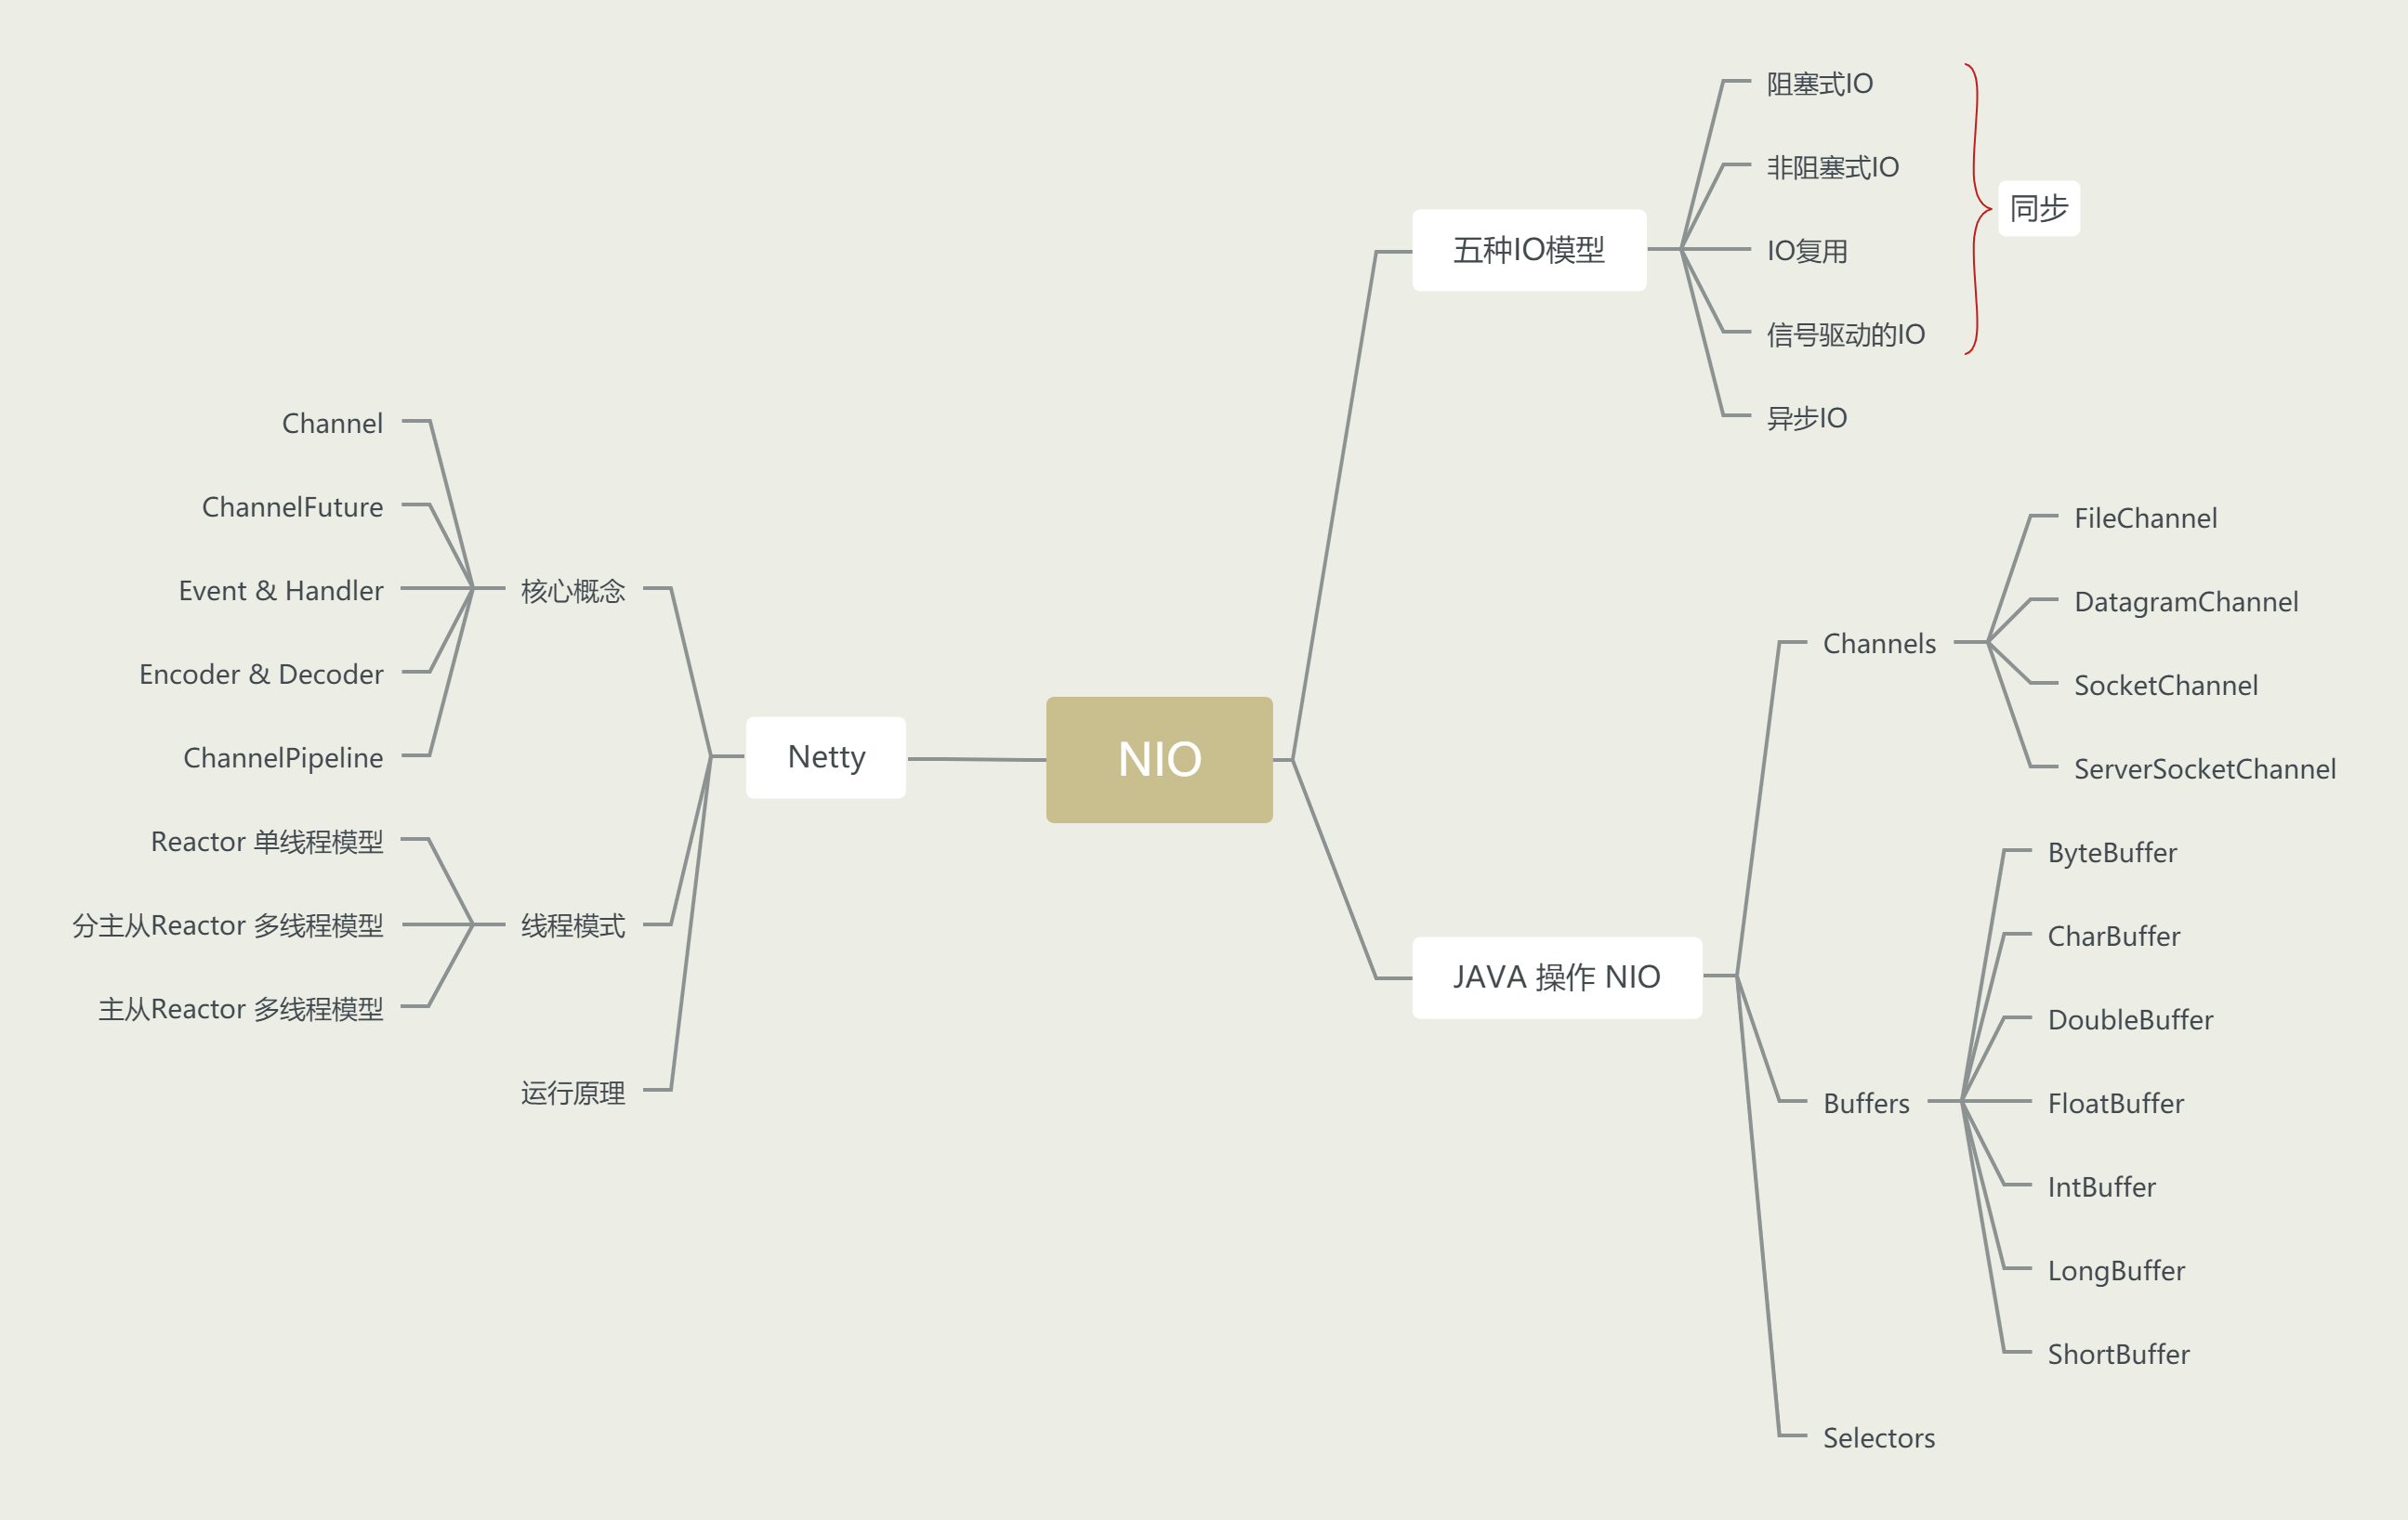 NIO
五种IO模型
阻塞式IO
非阻塞式IO
IO复用
信号驱动的IO
异步IO
同步
JAVA 操作 NIO
Channels
FileChannel
DatagramChannel
SocketChannel
ServerSocketChannel
Buffers
ByteBuffer
CharBuffer
DoubleBuffer
FloatBuffer
IntBuffer
LongBuffer
ShortBuffer
Selectors
Netty
核心概念
Channel
ChannelFuture
Event & Handler
Encoder & Decoder
ChannelPipeline
线程模式
Reactor 单线程模型
分主从Reactor 多线程模型
主从Reactor 多线程模型
运行原理